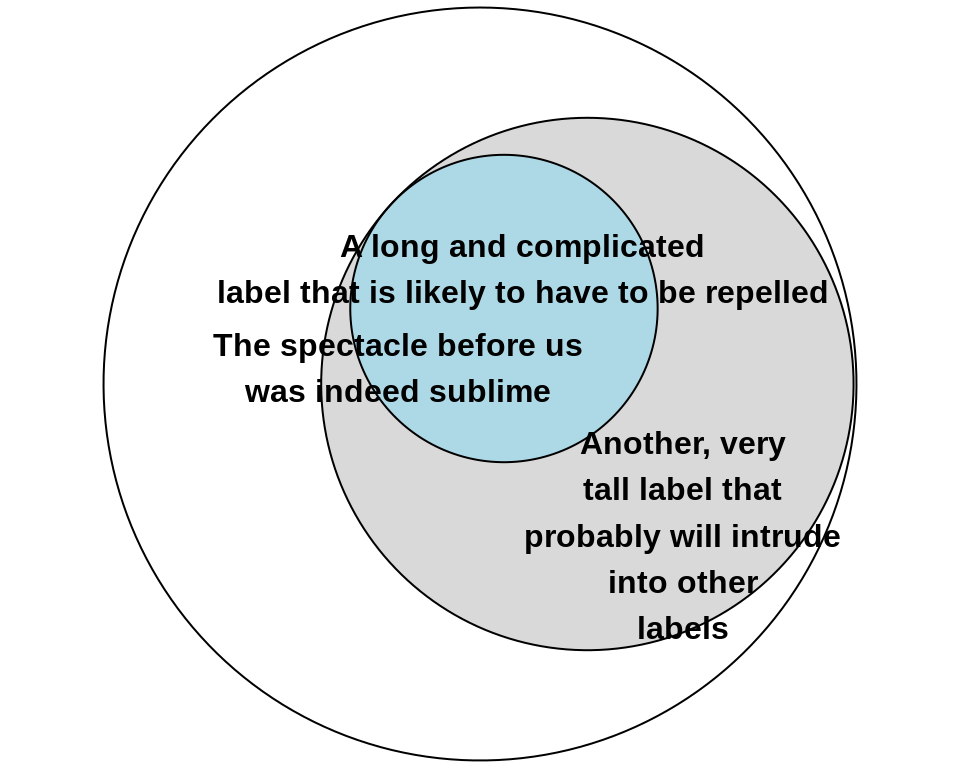 A long and complicated
label that is likely to have to be repelled
The spectacle before us
was indeed sublime
Another, very
tall label that
probably will intrude
into other
labels